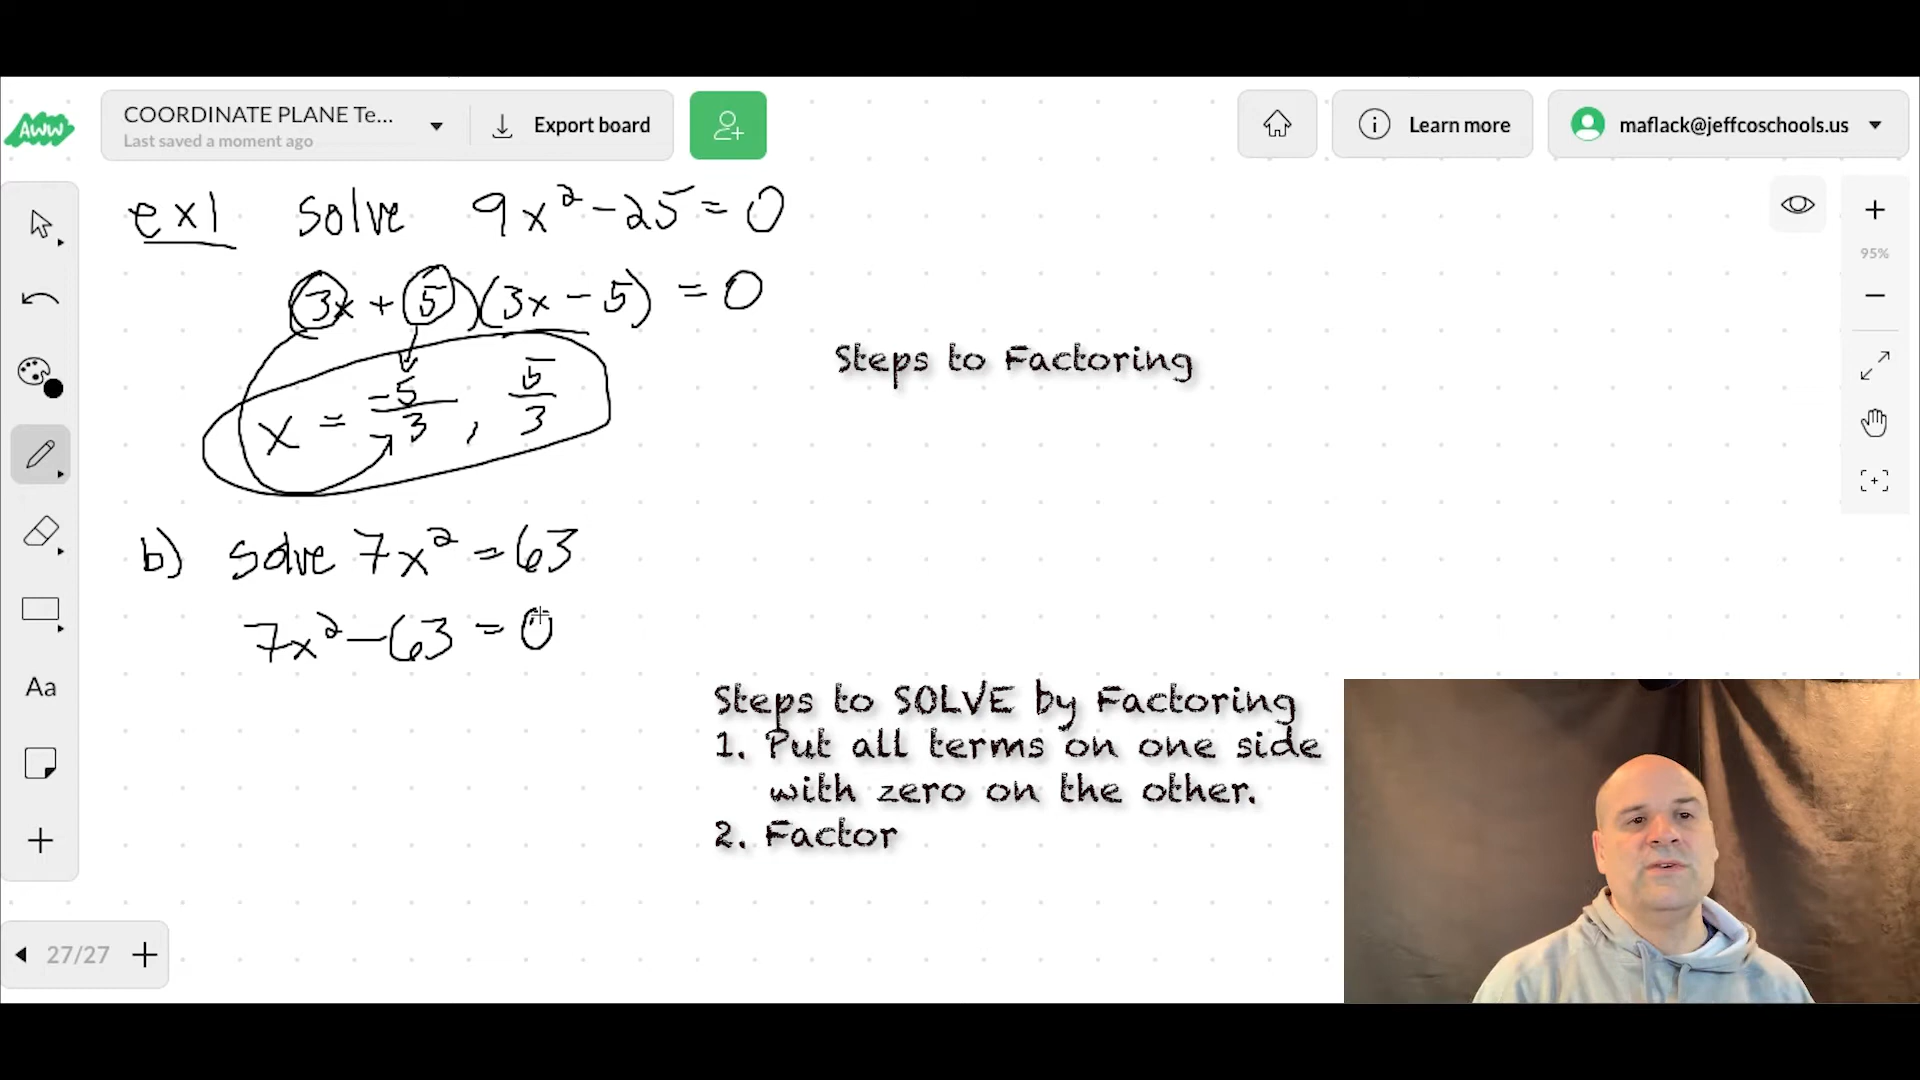 AWW
COORDINATE PLANE Te...
Last saved a moment ago
Export board
Learn more
maflack@jeffcoschools.us
95%
ex1 solve 9x² - 25 = 0
(3x + 5)(3x - 5) = 0
x = -5/3, 5/3
Steps to Factoring
b) solve 7x² = 63
7x² - 63 = 0
Aa
Steps to SOLVE by Factoring
1. Put all terms on one side
with zero on the other.
2. Factor
27/27